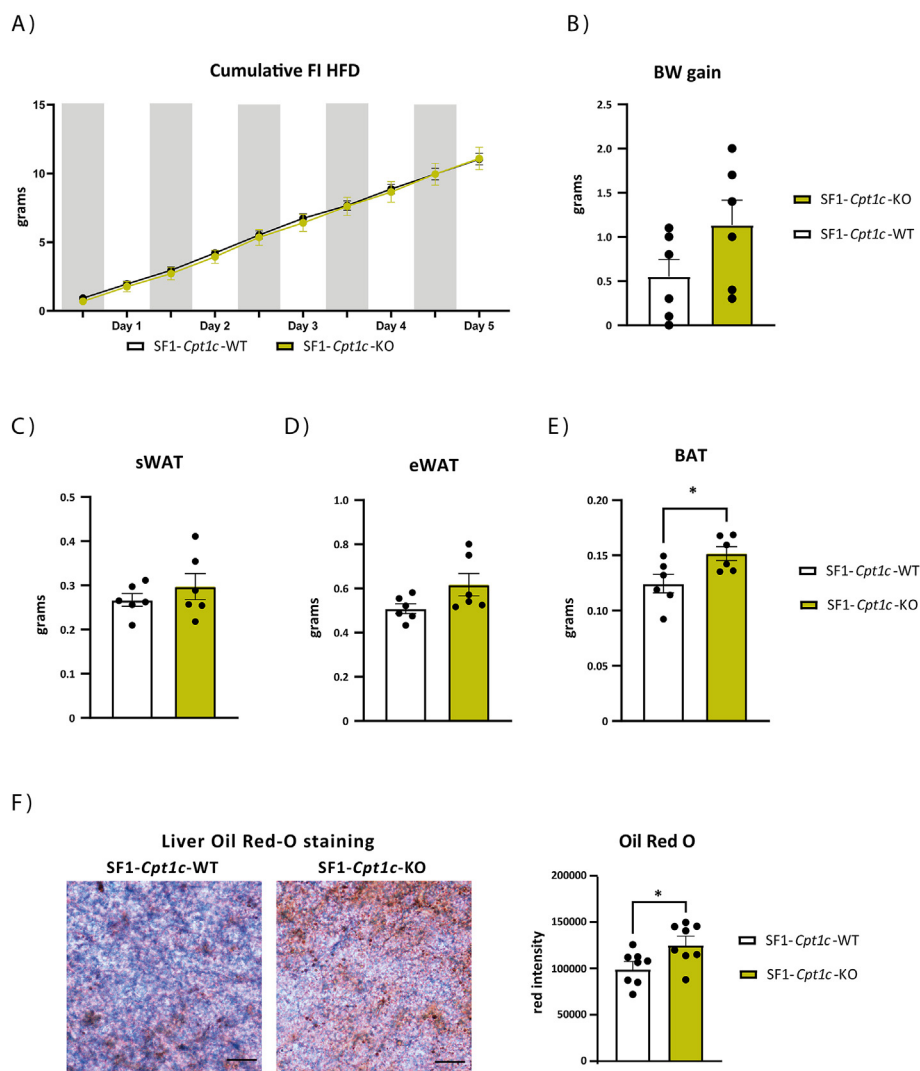 A)
Cumulative FI HFD
15
10
5
0
grams
Day 1 Day 2 Day 3 Day 4 Day 5
SF1-Cpt1c-WT SF1-Cpt1c-KO
B)
BW gain
2.5
2.0
1.5
1.0
0.5
0
grams
SF1-Cpt1c-KO
SF1-Cpt1c-WT
C)
sWAT
0.5
0.4
0.3
0.2
0.1
0
grams
D)
eWAT
1.0
0.8
0.6
0.4
0.2
0
grams
E)
BAT
*
0.20
0.15
0.10
0.05
0
grams
SF1-Cpt1c-WT
SF1-Cpt1c-KO
F)
Liver Oil Red-O staining
SF1-Cpt1c-WT SF1-Cpt1c-KO
Oil Red O
*
200000
150000
100000
50000
0
red intensity
SF1-Cpt1c-WT
SF1-Cpt1c-KO